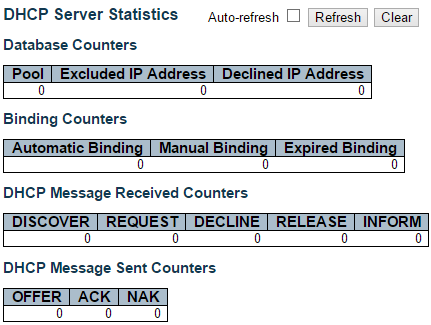 DHCP Server Statistics Auto-refresh Refresh Clear
Database Counters
Pool Excluded IP Address Declined IP Address
0 0 0
Binding Counters
Automatic Binding Manual Binding Expired Binding
0 0 0
DHCP Message Received Counters
DISCOVER REQUEST DECLINE RELEASE INFORM
0 0 0 0 0
DHCP Message Sent Counters
OFFER ACK NAK
0 0 0